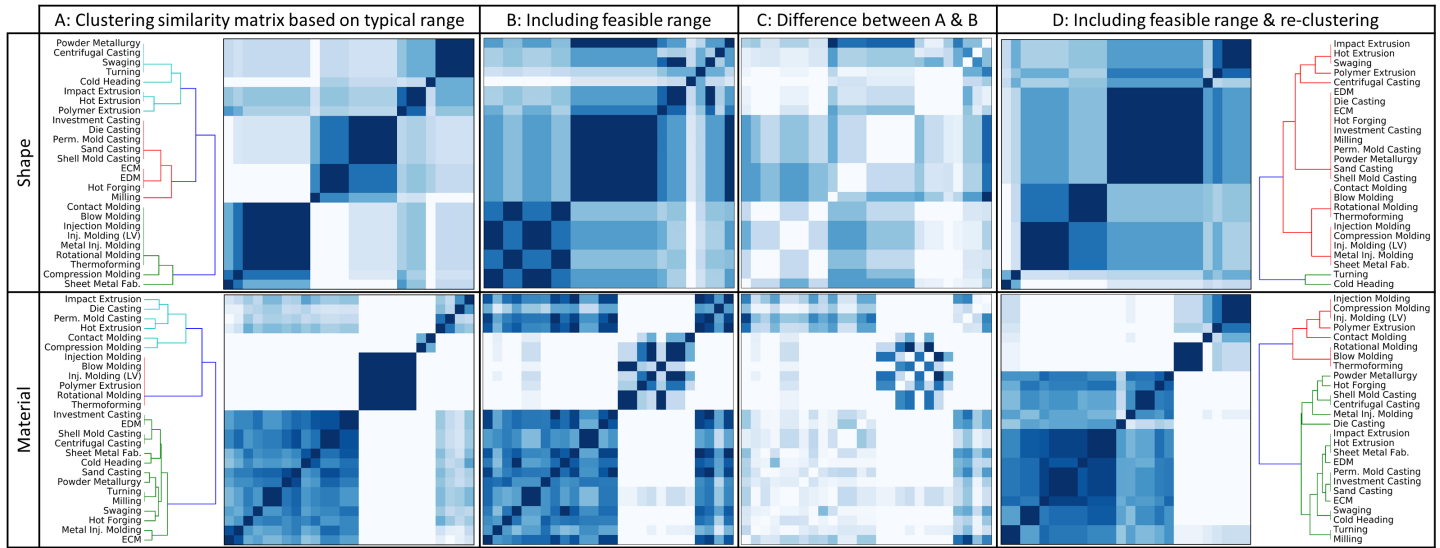 A: Clustering similarity matrix based on typical range
B: Including feasible range
C: Difference between A & B
D: Including feasible range & re-clustering
Shape
Powder Metallurgy
Centrifugal Casting
Swaging
Turning
Cold Heading
Impact Extrusion
Hot Extrusion
Polymer Extrusion
Investment Casting
Die Casting
Perm. Mold Casting
Sand Casting
Shell Mold Casting
ECM
EDM
Hot Forging
Milling
Contact Molding
Blow Molding
Injection Molding
Inj. Molding (LV)
Metal Inj. Molding
Rotational Molding
Thermoforming
Compression Molding
Sheet Metal Fab.
Impact Extrusion
Hot Extrusion
Swaging
Polymer Extrusion
Centrifugal Casting
EDM
Die Casting
ECM
Hot Forging
Investment Casting
Milling
Perm. Mold Casting
Powder Metallurgy
Sand Casting
Shell Mold Casting
Contact Molding
Blow Molding
Rotational Molding
Thermoforming
Injection Molding
Compression Molding
Inj. Molding (LV)
Metal Inj. Molding
Sheet Metal Fab.
Turning
Cold Heading
Material
Impact Extrusion
Die Casting
Perm. Mold Casting
Hot Extrusion
Contact Molding
Compression Molding
Injection Molding
Blow Molding
Inj. Molding (LV)
Polymer Extrusion
Rotational Molding
Thermoforming
Investment Casting
EDM
Shell Mold Casting
Centrifugal Casting
Sheet Metal Fab.
Cold Heading
Sand Casting
Powder Metallurgy
Turning
Milling
Swaging
Hot Forging
Metal Inj. Molding
ECM
Injection Molding
Compression Molding
Inj. Molding (LV)
Polymer Extrusion
Contact Molding
Rotational Molding
Blow Molding
Thermoforming
Powder Metallurgy
Hot Forging
Shell Mold Casting
Centrifugal Casting
Metal Inj. Molding
Die Casting
Impact Extrusion
Hot Extrusion
Sheet Metal Fab.
EDM
Perm. Mold Casting
Investment Casting
Sand Casting
ECM
Swaging
Cold Heading
Turning
Milling